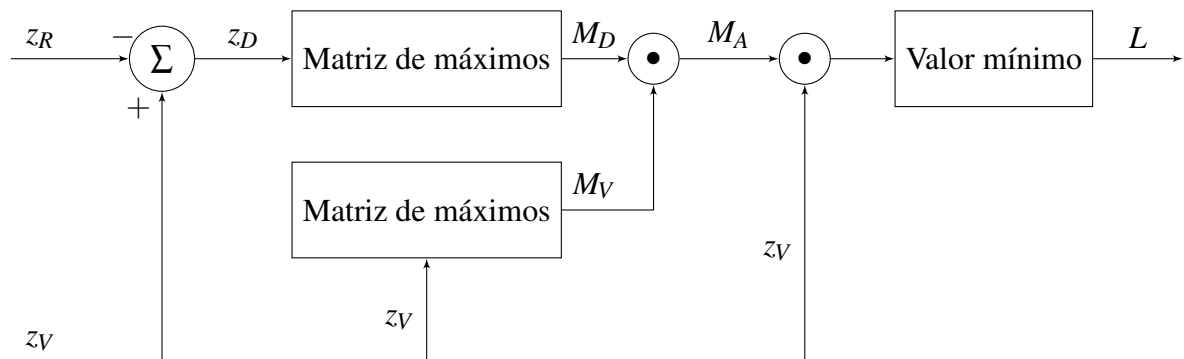 z_R
−
Σ
+
z_D
Matriz de máximos
M_D
•
M_A
•
Valor mínimo
L
Matriz de máximos
M_V
z_V
z_V
z_V